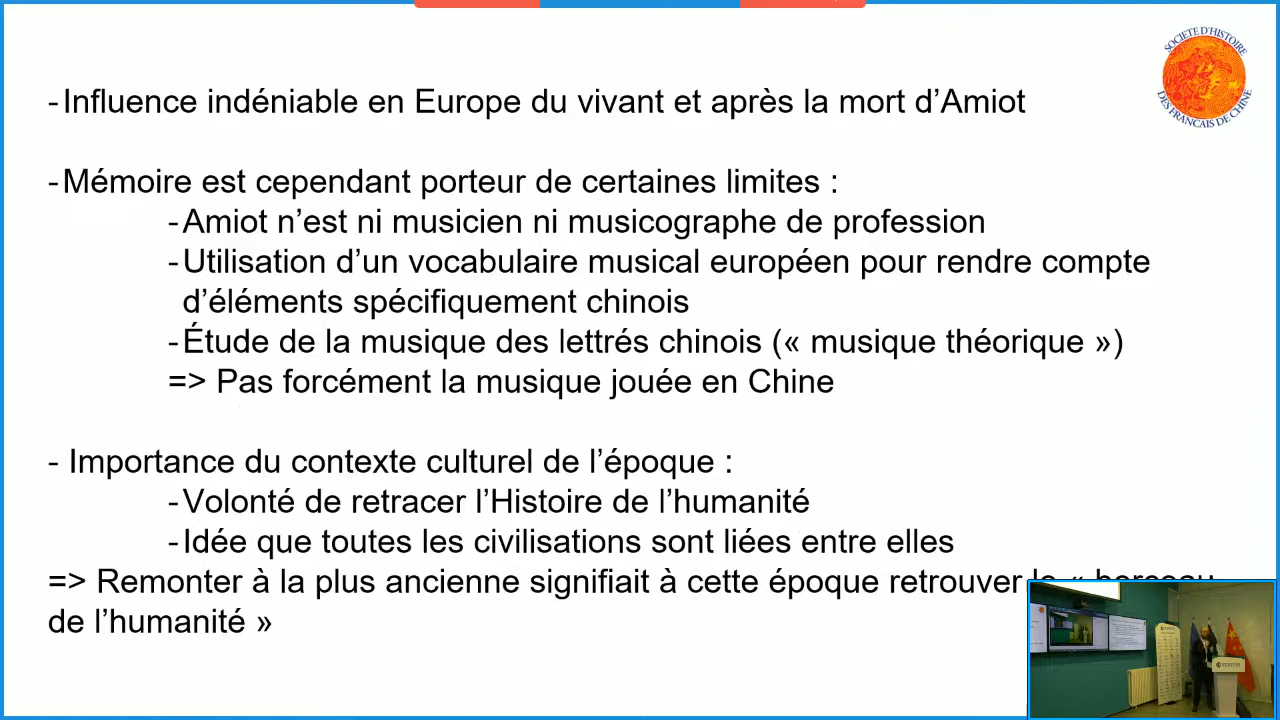 SOCIETE D'HISTOIRE
DES FRANCAIS DE CHINE
-Influence indéniable en Europe du vivant et après la mort d'Amiot
-Mémoire est cependant porteur de certaines limites :
-Amiot n'est ni musicien ni musicographe de profession
-Utilisation d'un vocabulaire musical européen pour rendre compte
d'éléments spécifiquement chinois
-Étude de la musique des lettrés chinois (« musique théorique »)
=> Pas forcément la musique jouée en Chine
- Importance du contexte culturel de l'époque :
-Volonté de retracer l'Histoire de l'humanité
-Idée que toutes les civilisations sont liées entre elles
=> Remonter à la plus ancienne signifiait à cette époque retrouver le « berceau
de l'humanité »